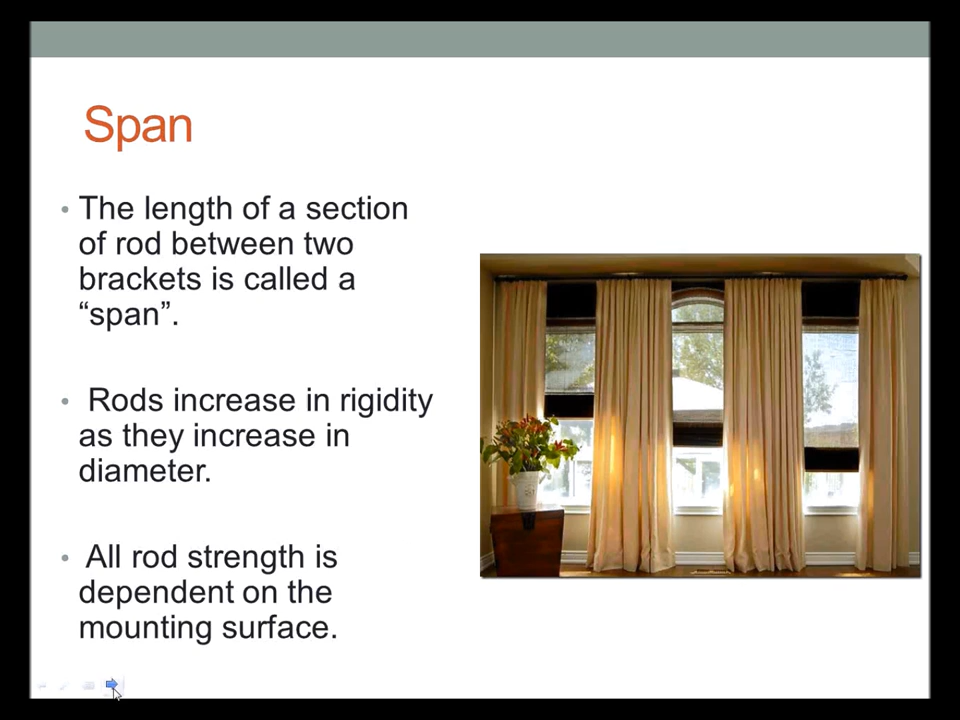 Span
• The length of a section
of rod between two
brackets is called a
“span”.
• Rods increase in rigidity
as they increase in
diameter.
• All rod strength is
dependent on the
mounting surface.